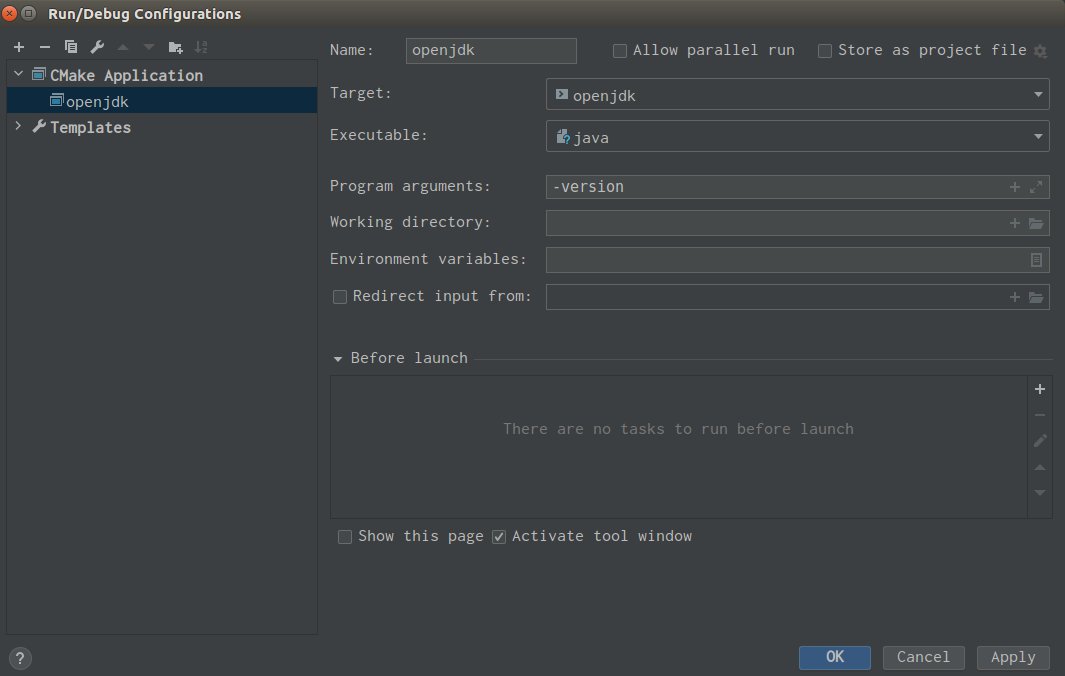 Run/Debug Configurations
Name: openjdk Allow parallel run Store as project file
CMake Application
openjdk
Templates
Target: openjdk
Executable: java
Program arguments: -version
Working directory:
Environment variables:
Redirect input from:
Before launch
There are no tasks to run before launch
Show this page Activate tool window
? OK Cancel Apply